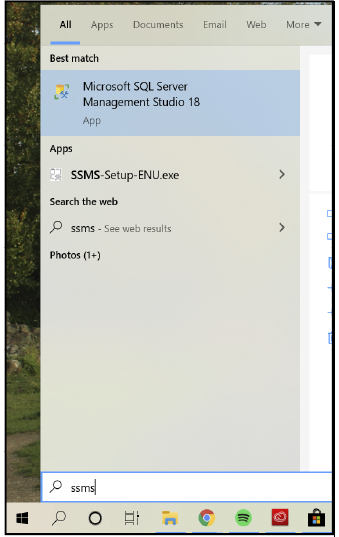 All Apps Documents Email Web More
Best match
Microsoft SQL Server
Management Studio 18
App
Apps
SSMS-Setup-ENU.exe
Search the web
ssms - See web results
Photos (1+)
ssms